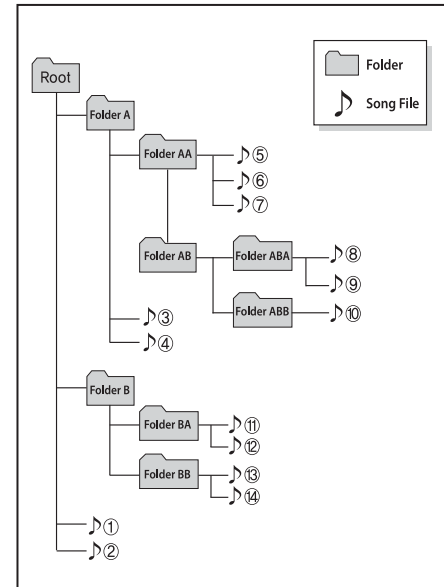 Root
Folder
Song File
Folder A
Folder AA
⑤
⑥
⑦
Folder AB
Folder ABA
⑧
⑨
Folder ABB
⑩
③
④
Folder B
Folder BA
⑪
⑫
Folder BB
⑬
⑭
①
②